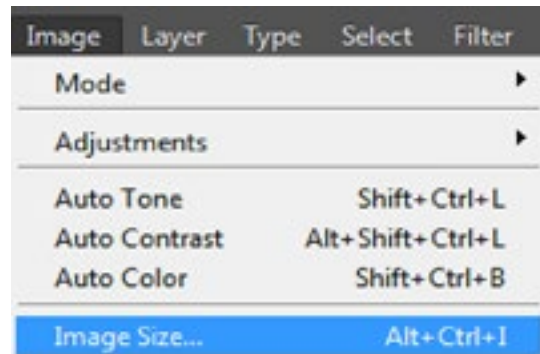 Image Layer Type Select Filter
Mode
Adjustments
Auto Tone Shift+Ctrl+L
Auto Contrast Alt+Shift+Ctrl+L
Auto Color Shift+Ctrl+B
Image Size... Alt+Ctrl+I